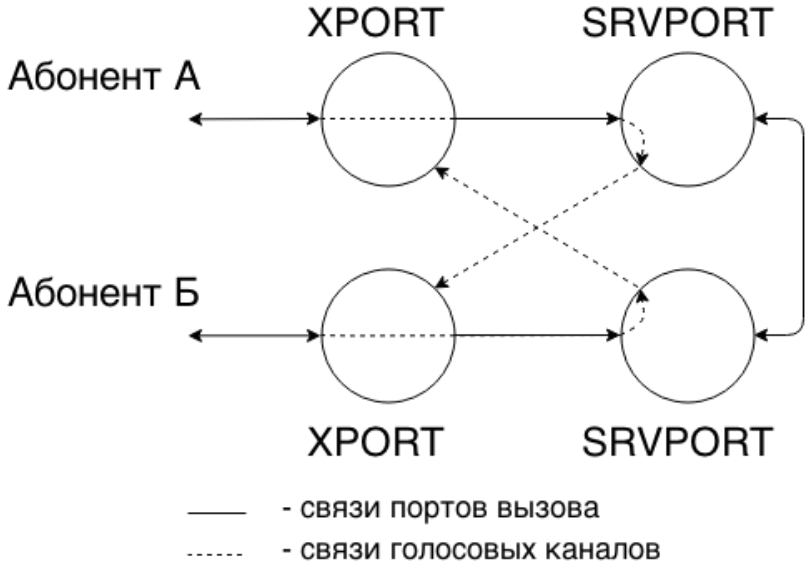 XPORT SRVPORT
Абонент А
Абонент Б
XPORT SRVPORT
- связи портов вызова
- связи голосовых каналов